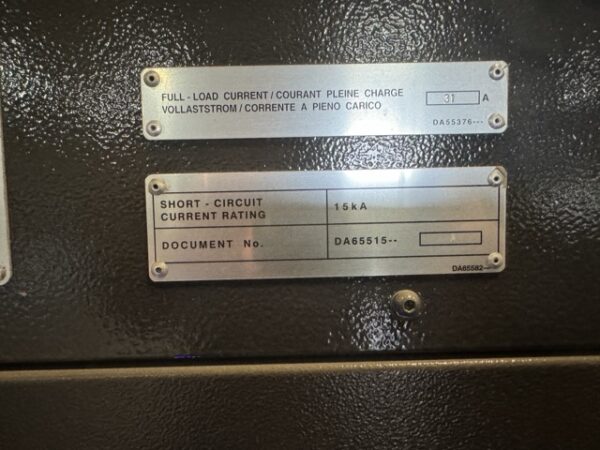 FULL - LOAD CURRENT / COURANT PLEINE CHARGE
VOLLASTSTROM / CORRENTE A PIENO CARICO
31 A
DA55376---
SHORT - CIRCUIT
CURRENT RATING
15kA
DOCUMENT No.
DA65515--
DA65582--